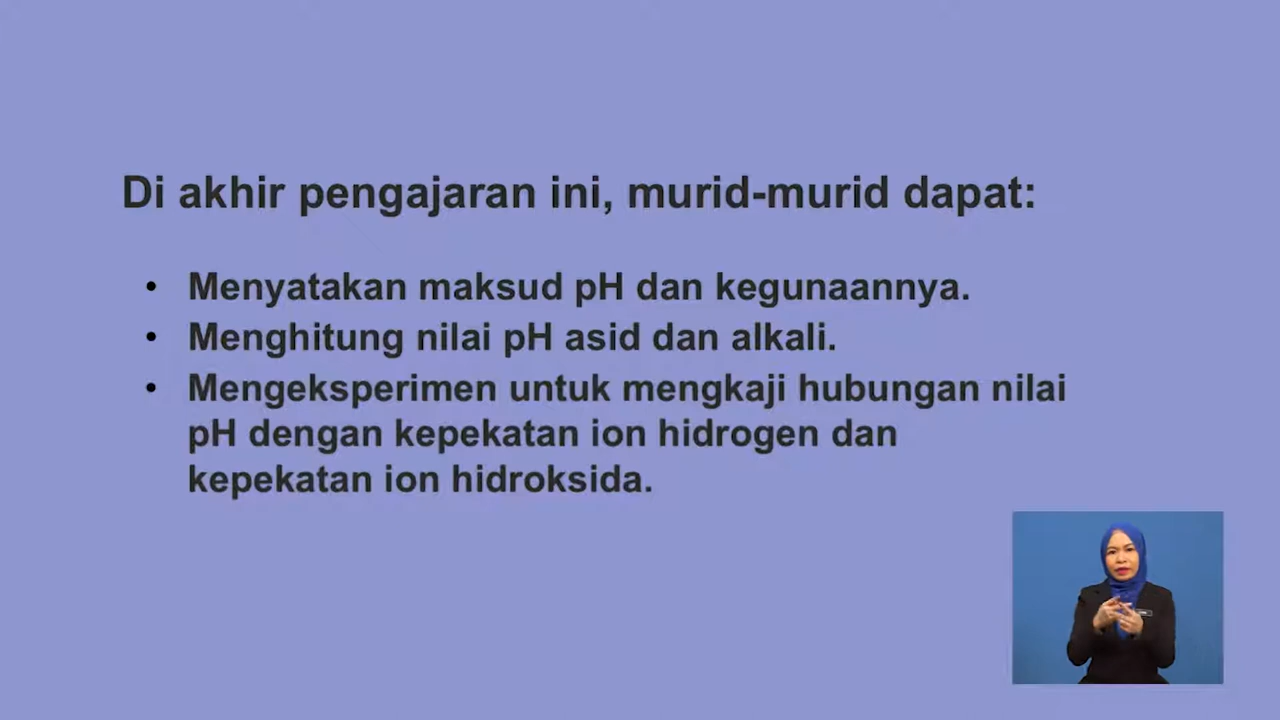 Di akhir pengajaran ini, murid-murid dapat:
• Menyatakan maksud pH dan kegunaannya.
• Menghitung nilai pH asid dan alkali.
• Mengeksperimen untuk mengkaji hubungan nilai
pH dengan kepekatan ion hidrogen dan
kepekatan ion hidroksida.